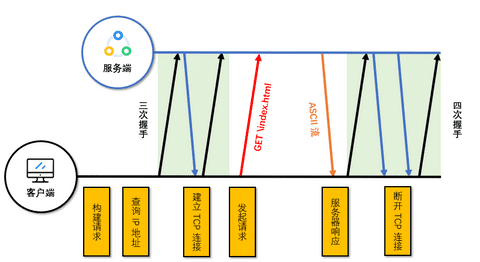 服务端
三次握手
GET \index.html
ASCII 流
四次握手
客户端
构建请求
查询 IP 地址
建立 TCP 连接
发起请求
服务器响应
断开 TCP 连接